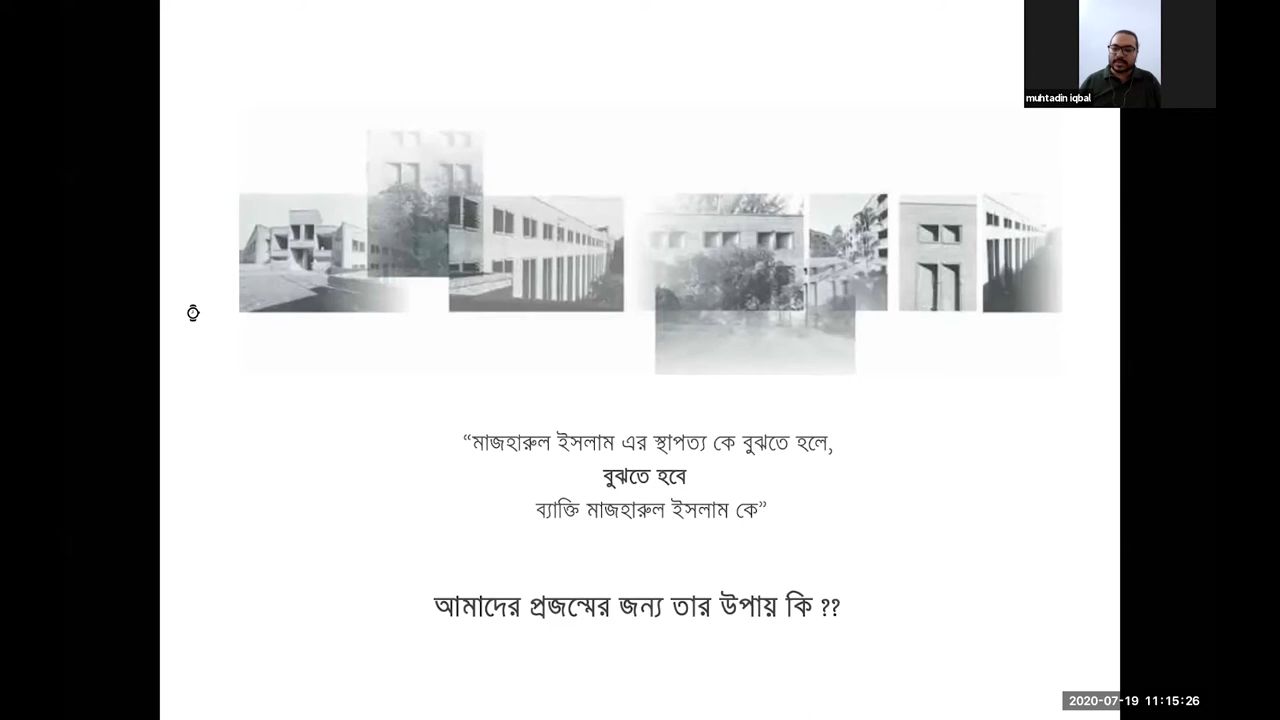 muhtadin iqbal
“মাজহারুল ইসলাম এর স্থাপত্য কে বুঝতে হলে,
বুঝতে হবে
ব্যাক্তি মাজহারুল ইসলাম কে”
আমাদের প্রজন্মের জন্য তার উপায় কি ??
2020-07-19 11:15:26